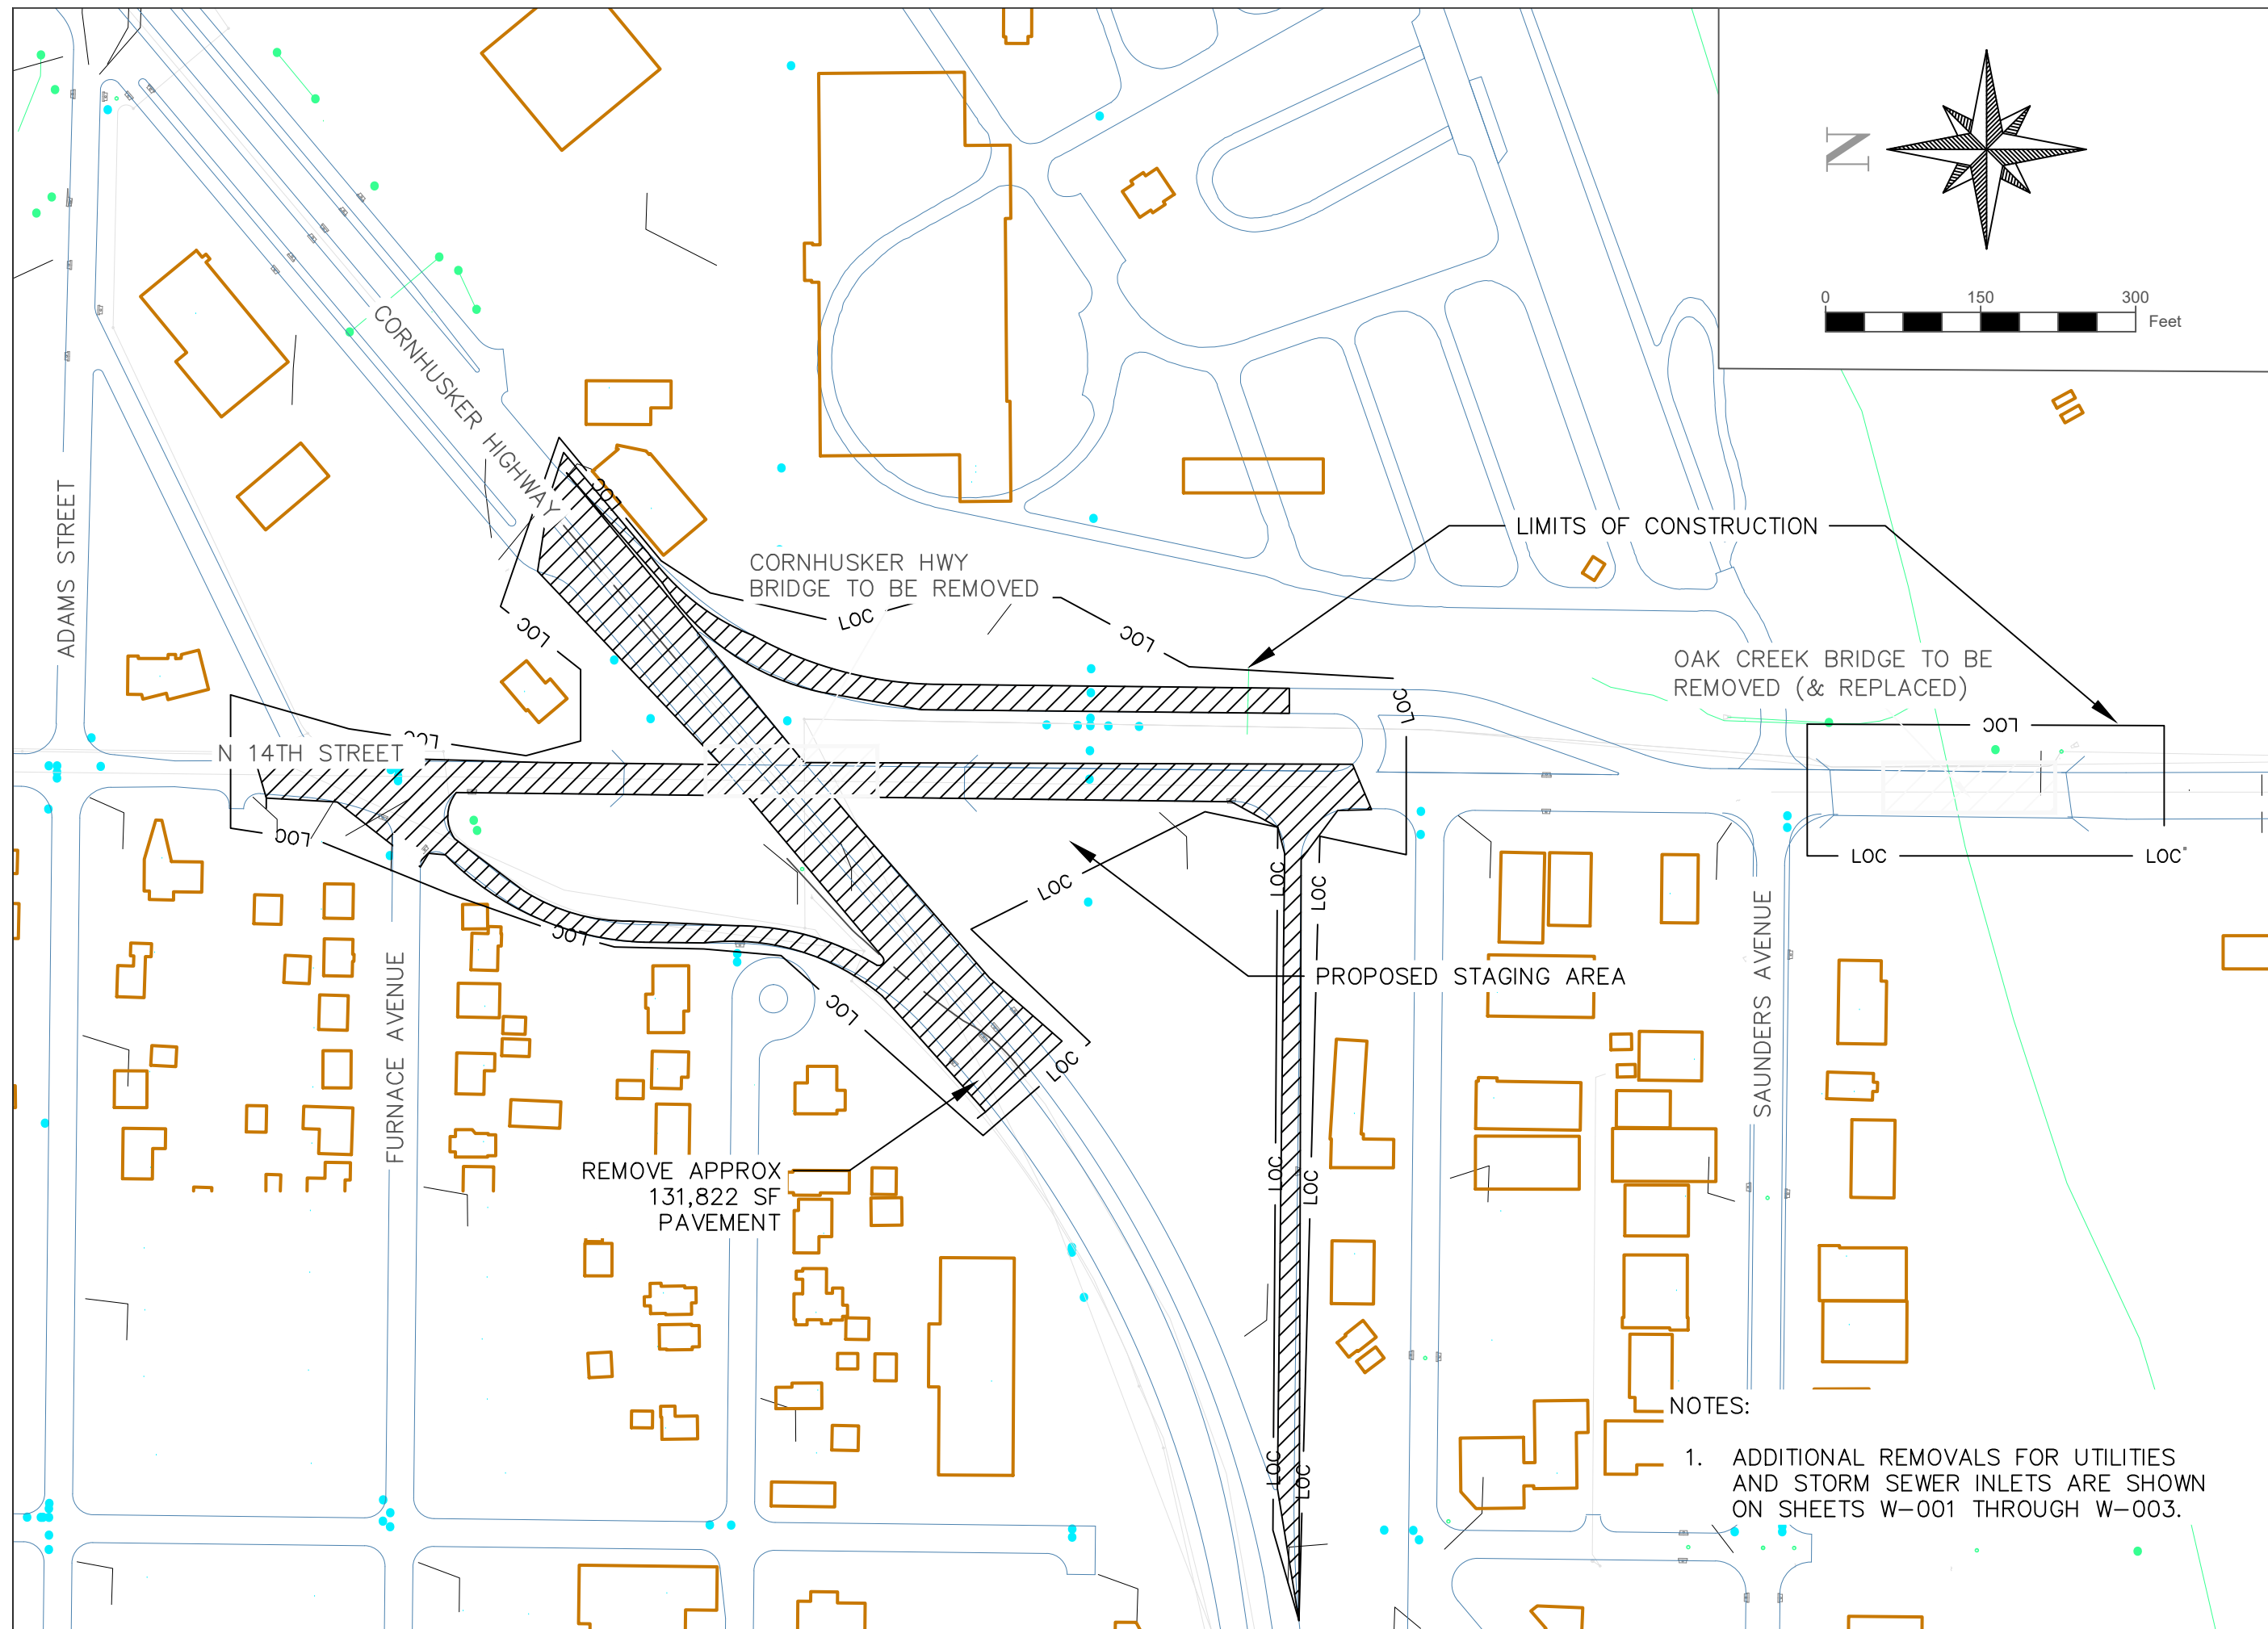 N
0 150 300
Feet
CORNHUSKER HIGHWAY
ADAMS STREET
LIMITS OF CONSTRUCTION
CORNHUSKER HWY
BRIDGE TO BE REMOVED
LOC
LOC
LOC
LOC
OAK CREEK BRIDGE TO BE
REMOVED (& REPLACED)
LOC
LOC
N 14TH STREET
LOC
LOC
LOC
LOC
LOC
LOC
LOC
SAUNDERS AVENUE
LOC
FURNACE AVENUE
PROPOSED STAGING AREA
LOC
LOC
REMOVE APPROX
131,822 SF
PAVEMENT
LOC
LOC
NOTES:
1. ADDITIONAL REMOVALS FOR UTILITIES
AND STORM SEWER INLETS ARE SHOWN
ON SHEETS W-001 THROUGH W-003.
LOC
LOC